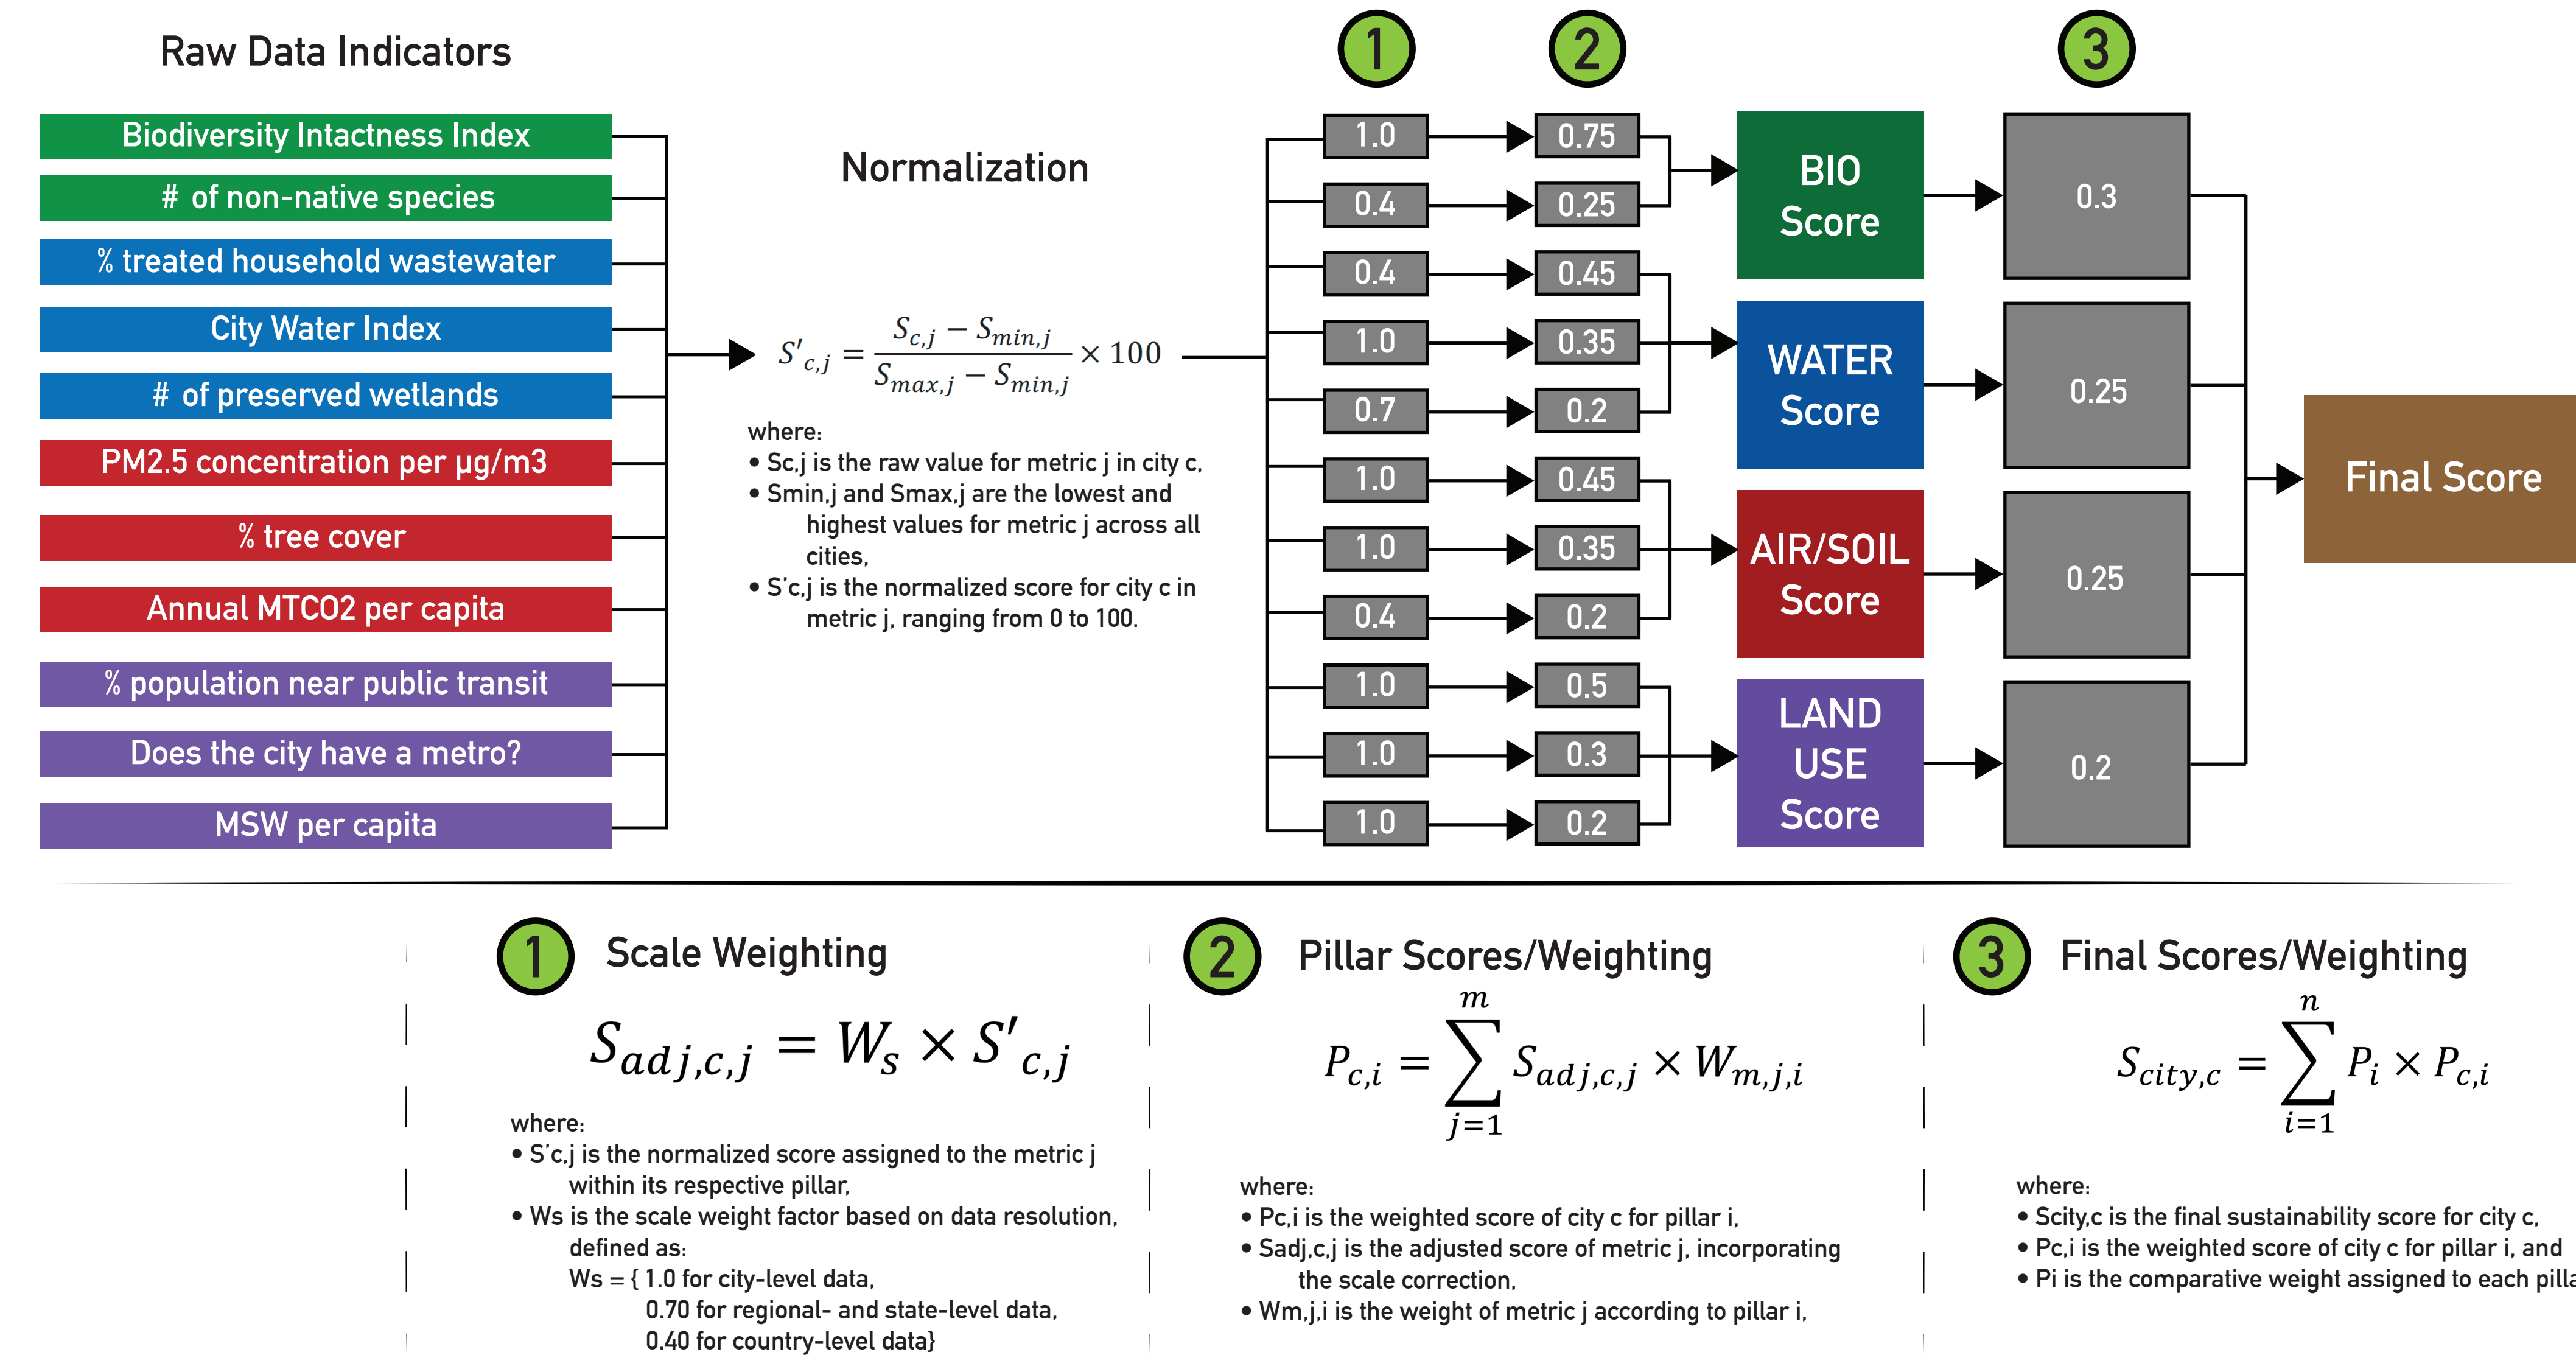 Raw Data Indicators
Biodiversity Intactness Index
# of non-native species
% treated household wastewater
City Water Index
# of preserved wetlands
PM2.5 concentration per µg/m3
% tree cover
Annual MTCO2 per capita
% population near public transit
Does the city have a metro?
MSW per capita
Normalization
S'c,j = (Sc,j − Smin,j) / (Smax,j − Smin,j) × 100
where:
• Sc,j is the raw value for metric j in city c,
• Smin,j and Smax,j are the lowest and
highest values for metric j across all
cities,
• S'c,j is the normalized score for city c in
metric j, ranging from 0 to 100.
1
2
3
1.0
0.75
0.4
0.25
0.4
0.45
1.0
0.35
0.7
0.2
1.0
0.45
1.0
0.35
0.4
0.2
1.0
0.5
1.0
0.3
1.0
0.2
BIO
Score
WATER
Score
AIR/SOIL
Score
LAND
USE
Score
0.3
0.25
0.25
0.2
Final Score
1 Scale Weighting
Sadj,c,j = Ws × S'c,j
where:
• S'c,j is the normalized score assigned to the metric j
within its respective pillar,
• Ws is the scale weight factor based on data resolution,
defined as:
Ws = { 1.0 for city-level data,
0.70 for regional- and state-level data,
0.40 for country-level data}
2 Pillar Scores/Weighting
m
Pc,i = ∑ Sadj,c,j × Wm,j,i
j=1
where:
• Pc,i is the weighted score of city c for pillar i,
• Sadj,c,j is the adjusted score of metric j, incorporating
the scale correction,
• Wm,j,i is the weight of metric j according to pillar i,
3 Final Scores/Weighting
n
Scity,c = ∑ Pi × Pc,i
i=1
where:
• Scity,c is the final sustainability score for city c,
• Pc,i is the weighted score of city c for pillar i, and
• Pi is the comparative weight assigned to each